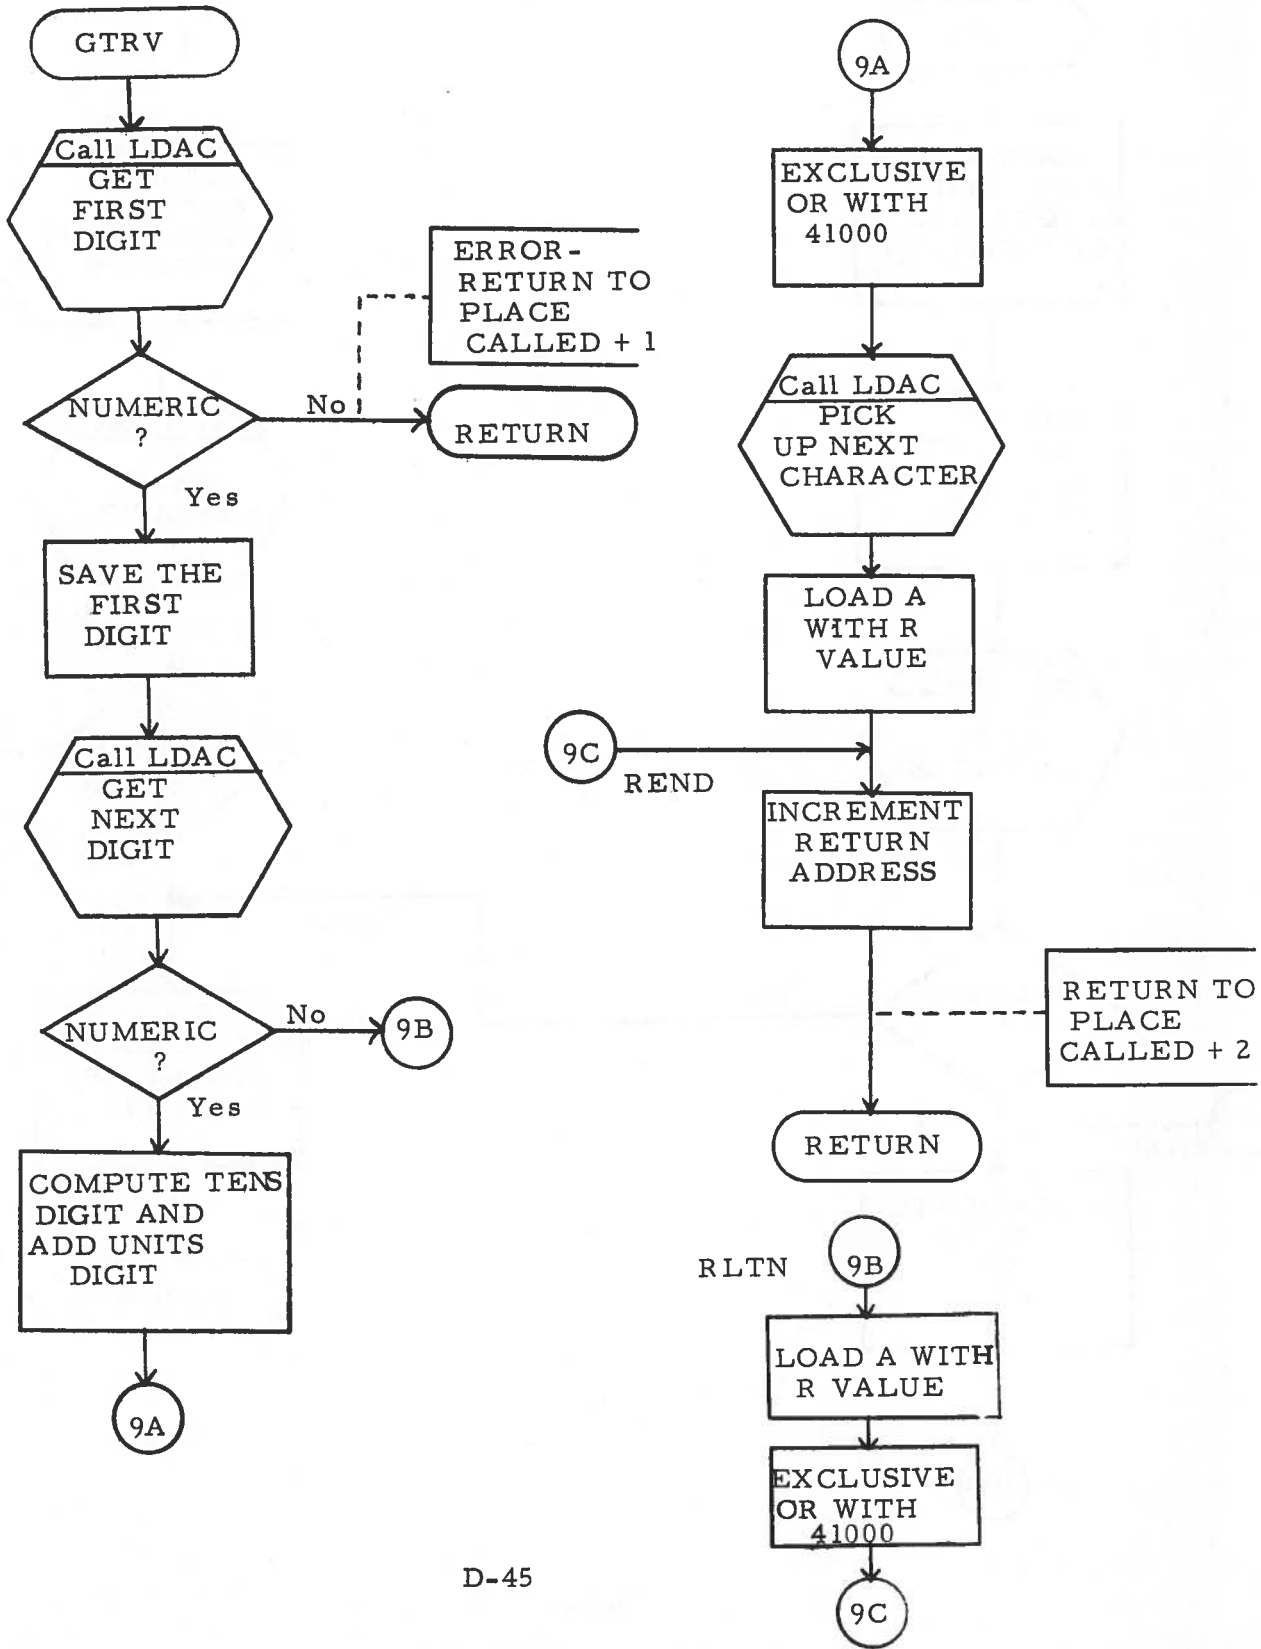 GTRV
Call LDAC
GET
FIRST
DIGIT
NUMERIC
?
No
ERROR-
RETURN TO
PLACE
CALLED + 1
RETURN
Yes
SAVE THE
FIRST
DIGIT
Call LDAC
GET
NEXT
DIGIT
NUMERIC
?
No
9B
Yes
COMPUTE TENS
DIGIT AND
ADD UNITS
DIGIT
9A
9A
EXCLUSIVE
OR WITH
41000
Call LDAC
PICK
UP NEXT
CHARACTER
LOAD A
WITH R
VALUE
9C
REND
INCREMENT
RETURN
ADDRESS
RETURN TO
PLACE
CALLED + 2
RETURN
RLTN
9B
LOAD A WITH
R VALUE
EXCLUSIVE
OR WITH
41000
9C
D-45